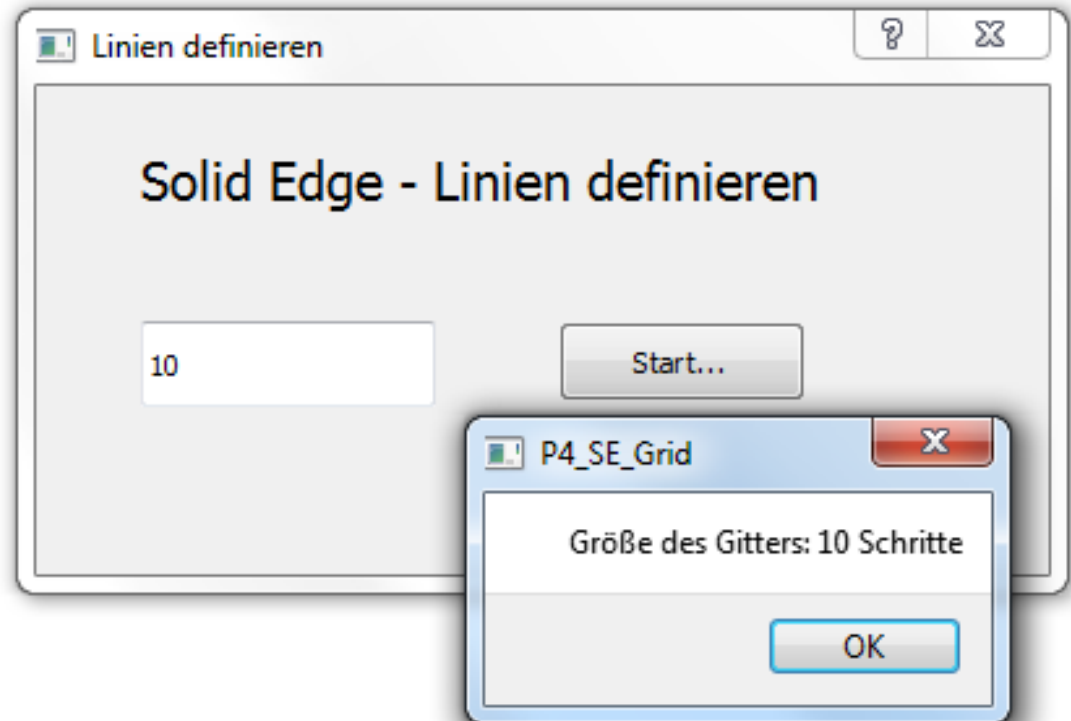 Linien definieren
Solid Edge - Linien definieren
10
Start...
P4_SE_Grid
Größe des Gitters: 10 Schritte
OK